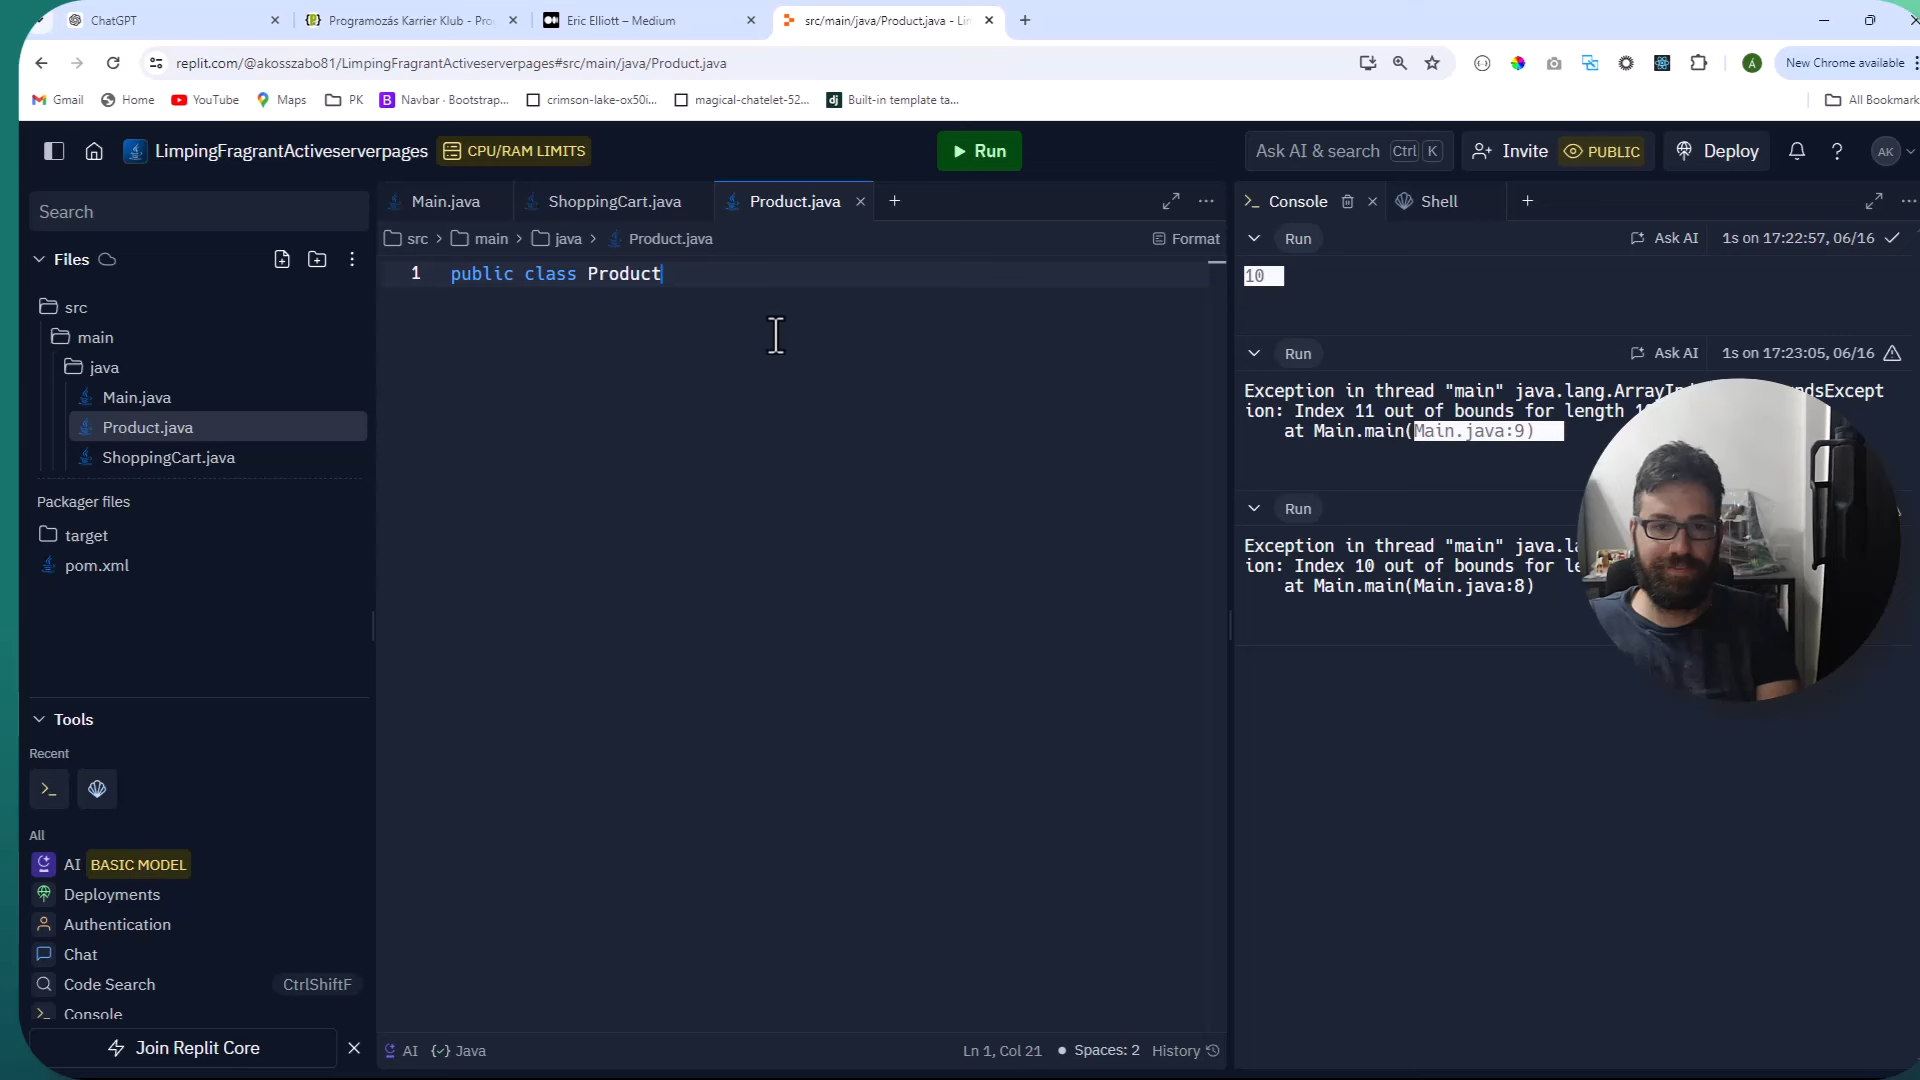 ChatGPT
Programozás Karrier Klub - Pro
Eric Elliott – Medium
src/main/java/Product.java - Lin
replit.com/@akosszabo81/LimpingFragrantActiveserverpages#src/main/java/Product.java
New Chrome available
Gmail
Home
YouTube
Maps
PK
Navbar · Bootstrap...
crimson-lake-ox50i...
magical-chatelet-52...
Built-in template ta...
All Bookmark
LimpingFragrantActiveserverpages
CPU/RAM LIMITS
Run
Ask AI & search Ctrl K
Invite
PUBLIC
Deploy
AK
Search
Main.java
ShoppingCart.java
Product.java
Console
Shell
Files
src
main
java
Main.java
Product.java
ShoppingCart.java
Packager files
target
pom.xml
src > main > java > Product.java
Format
1 public class Product
Run
Ask AI
1s on 17:22:57, 06/16
10
Run
Ask AI
1s on 17:23:05, 06/16
Exception in thread "main" java.lang.ArrayIn dsExcept
ion: Index 11 out of bounds for length 1
at Main.main(Main.java:9)
Run
Exception in thread "main" java.la
ion: Index 10 out of bounds for le
at Main.main(Main.java:8)
Tools
Recent
All
AI BASIC MODEL
Deployments
Authentication
Chat
Code Search CtrlShiftF
Console
Join Replit Core
AI
Java
Ln 1, Col 21
Spaces: 2
History